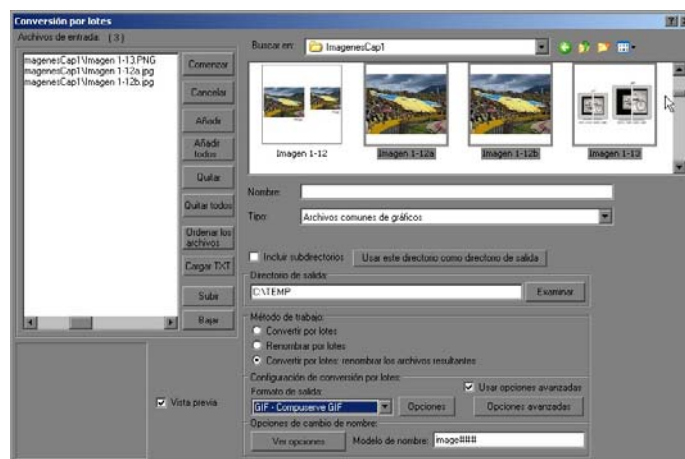 Conversión por lotes
Archivos de entrada: ( 3 )
magenesCap1\Imagen 1-13.PNG
magenesCap1\Imagen 1-12a.jpg
magenesCap1\Imagen 1-12b.jpg
Comenzar
Cancelar
Añadir
Añadir todos
Quitar
Quitar todos
Ordenar los archivos
Cargar TXT
Subir
Bajar
Vista previa
Buscar en:
ImagenesCap1
Imagen 1-12
Imagen 1-12a
Imagen 1-12b
Imagen 1-13
Nombre:
Tipo:
Archivos comunes de gráficos
Incluir subdirectorios
Usar este directorio como directorio de salida
Directorio de salida:
C:\TEMP
Examinar
Método de trabajo:
Convertir por lotes
Renombrar por lotes
Convertir por lotes: renombrar los archivos resultantes
Configuración de conversión por lotes:
Formato de salida:
Usar opciones avanzadas
GIF - Compuserve GIF
Opciones
Opciones avanzadas
Opciones de cambio de nombre:
Ver opciones
Modelo de nombre:
image###